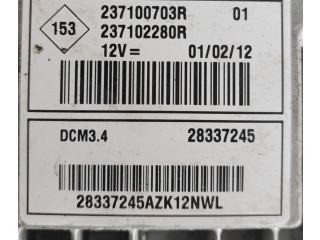 153
237100703R 01
237102280R
12V= 01/02/12
DCM3.4 28337245
28337245AZK12NWL